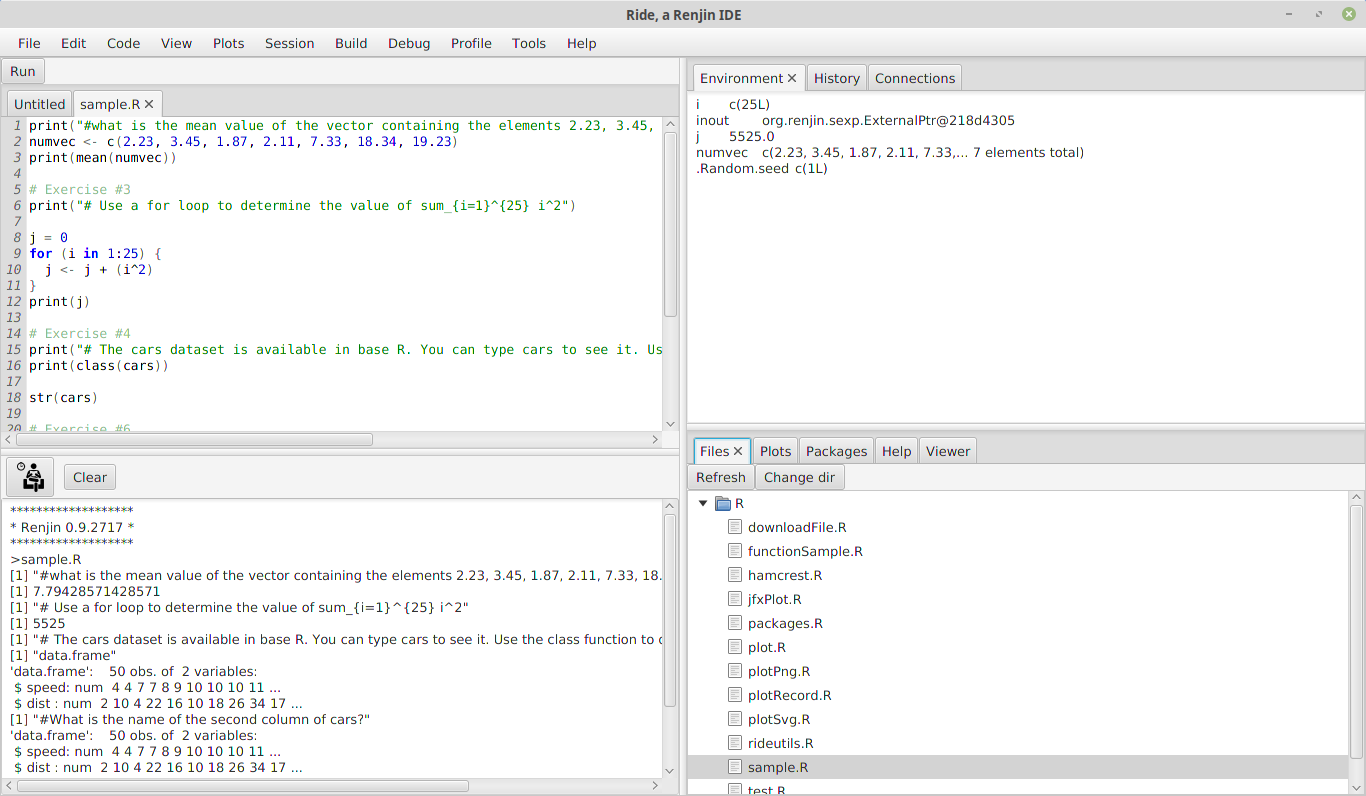 Ride, a Renjin IDE
File Edit Code View Plots Session Build Debug Profile Tools Help
Run
Untitled sample.R
1 print("#what is the mean value of the vector containing the elements 2.23, 3.45,
2 numvec <- c(2.23, 3.45, 1.87, 2.11, 7.33, 18.34, 19.23)
3 print(mean(numvec))
4
5 # Exercise #3
6 print("# Use a for loop to determine the value of sum_{i=1}^{25} i^2")
7
8 j = 0
9 for (i in 1:25) {
10   j <- j + (i^2)
11 }
12 print(j)
13
14 # Exercise #4
15 print("# The cars dataset is available in base R. You can type cars to see it. Us
16 print(class(cars))
17
18 str(cars)
19
20 # Exercise #6
Clear
*******************
* Renjin 0.9.2717 *
*******************
>sample.R
[1] "#what is the mean value of the vector containing the elements 2.23, 3.45, 1.87, 2.11, 7.33, 18.
[1] 7.79428571428571
[1] "# Use a for loop to determine the value of sum_{i=1}^{25} i^2"
[1] 5525
[1] "# The cars dataset is available in base R. You can type cars to see it. Use the class function to
[1] "data.frame"
'data.frame':    50 obs. of  2 variables:
 $ speed: num  4 4 7 7 8 9 10 10 10 11 ...
 $ dist : num  2 10 4 22 16 10 18 26 34 17 ...
[1] "#What is the name of the second column of cars?"
'data.frame':    50 obs. of  2 variables:
 $ speed: num  4 4 7 7 8 9 10 10 10 11 ...
 $ dist : num  2 10 4 22 16 10 18 26 34 17 ...
Environment History Connections
i c(25L)
inout org.renjin.sexp.ExternalPtr@218d4305
j 5525.0
numvec c(2.23, 3.45, 1.87, 2.11, 7.33,... 7 elements total)
.Random.seed c(1L)
Files Plots Packages Help Viewer
Refresh Change dir
R
downloadFile.R
functionSample.R
hamcrest.R
jfxPlot.R
packages.R
plot.R
plotPng.R
plotRecord.R
plotSvg.R
rideutils.R
sample.R
test.R